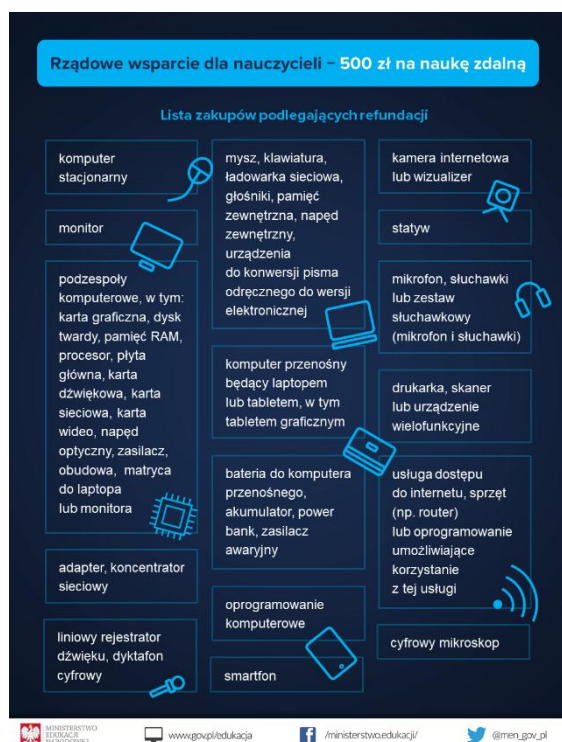 Rządowe wsparcie dla nauczycieli – 500 zł na naukę zdalną
Lista zakupów podlegających refundacji
komputer
stacjonarny
monitor
podzespoły
komputerowe, w tym:
karta graficzna, dysk
twardy, pamięć RAM,
procesor, płyta
główna, karta
dźwiękowa, karta
sieciowa, karta
wideo, napęd
optyczny, zasilacz,
obudowa, matryca
do laptopa
lub monitora
adapter, koncentrator
sieciowy
liniowy rejestrator
dźwięku, dyktafon
cyfrowy
mysz, klawiatura,
ładowarka sieciowa,
głośniki, pamięć
zewnętrzna, napęd
zewnętrzny,
urządzenia
do konwersji pisma
odręcznego do wersji
elektronicznej
komputer przenośny
będący laptopem
lub tabletem, w tym
tabletem graficznym
bateria do komputera
przenośnego,
akumulator, power
bank, zasilacz
awaryjny
oprogramowanie
komputerowe
smartfon
kamera internetowa
lub wizualizer
statyw
mikrofon, słuchawki
lub zestaw
słuchawkowy
(mikrofon i słuchawki)
drukarka, skaner
lub urządzenie
wielofunkcyjne
usługa dostępu
do internetu, sprzęt
(np. router)
lub oprogramowanie
umożliwiające
korzystanie
z tej usługi
cyfrowy mikroskop
MINISTERSTWO
EDUKACJI
NARODOWEJ
www.gov.pl/edukacja
/ministerstwo.edukacji/
@men_gov_pl